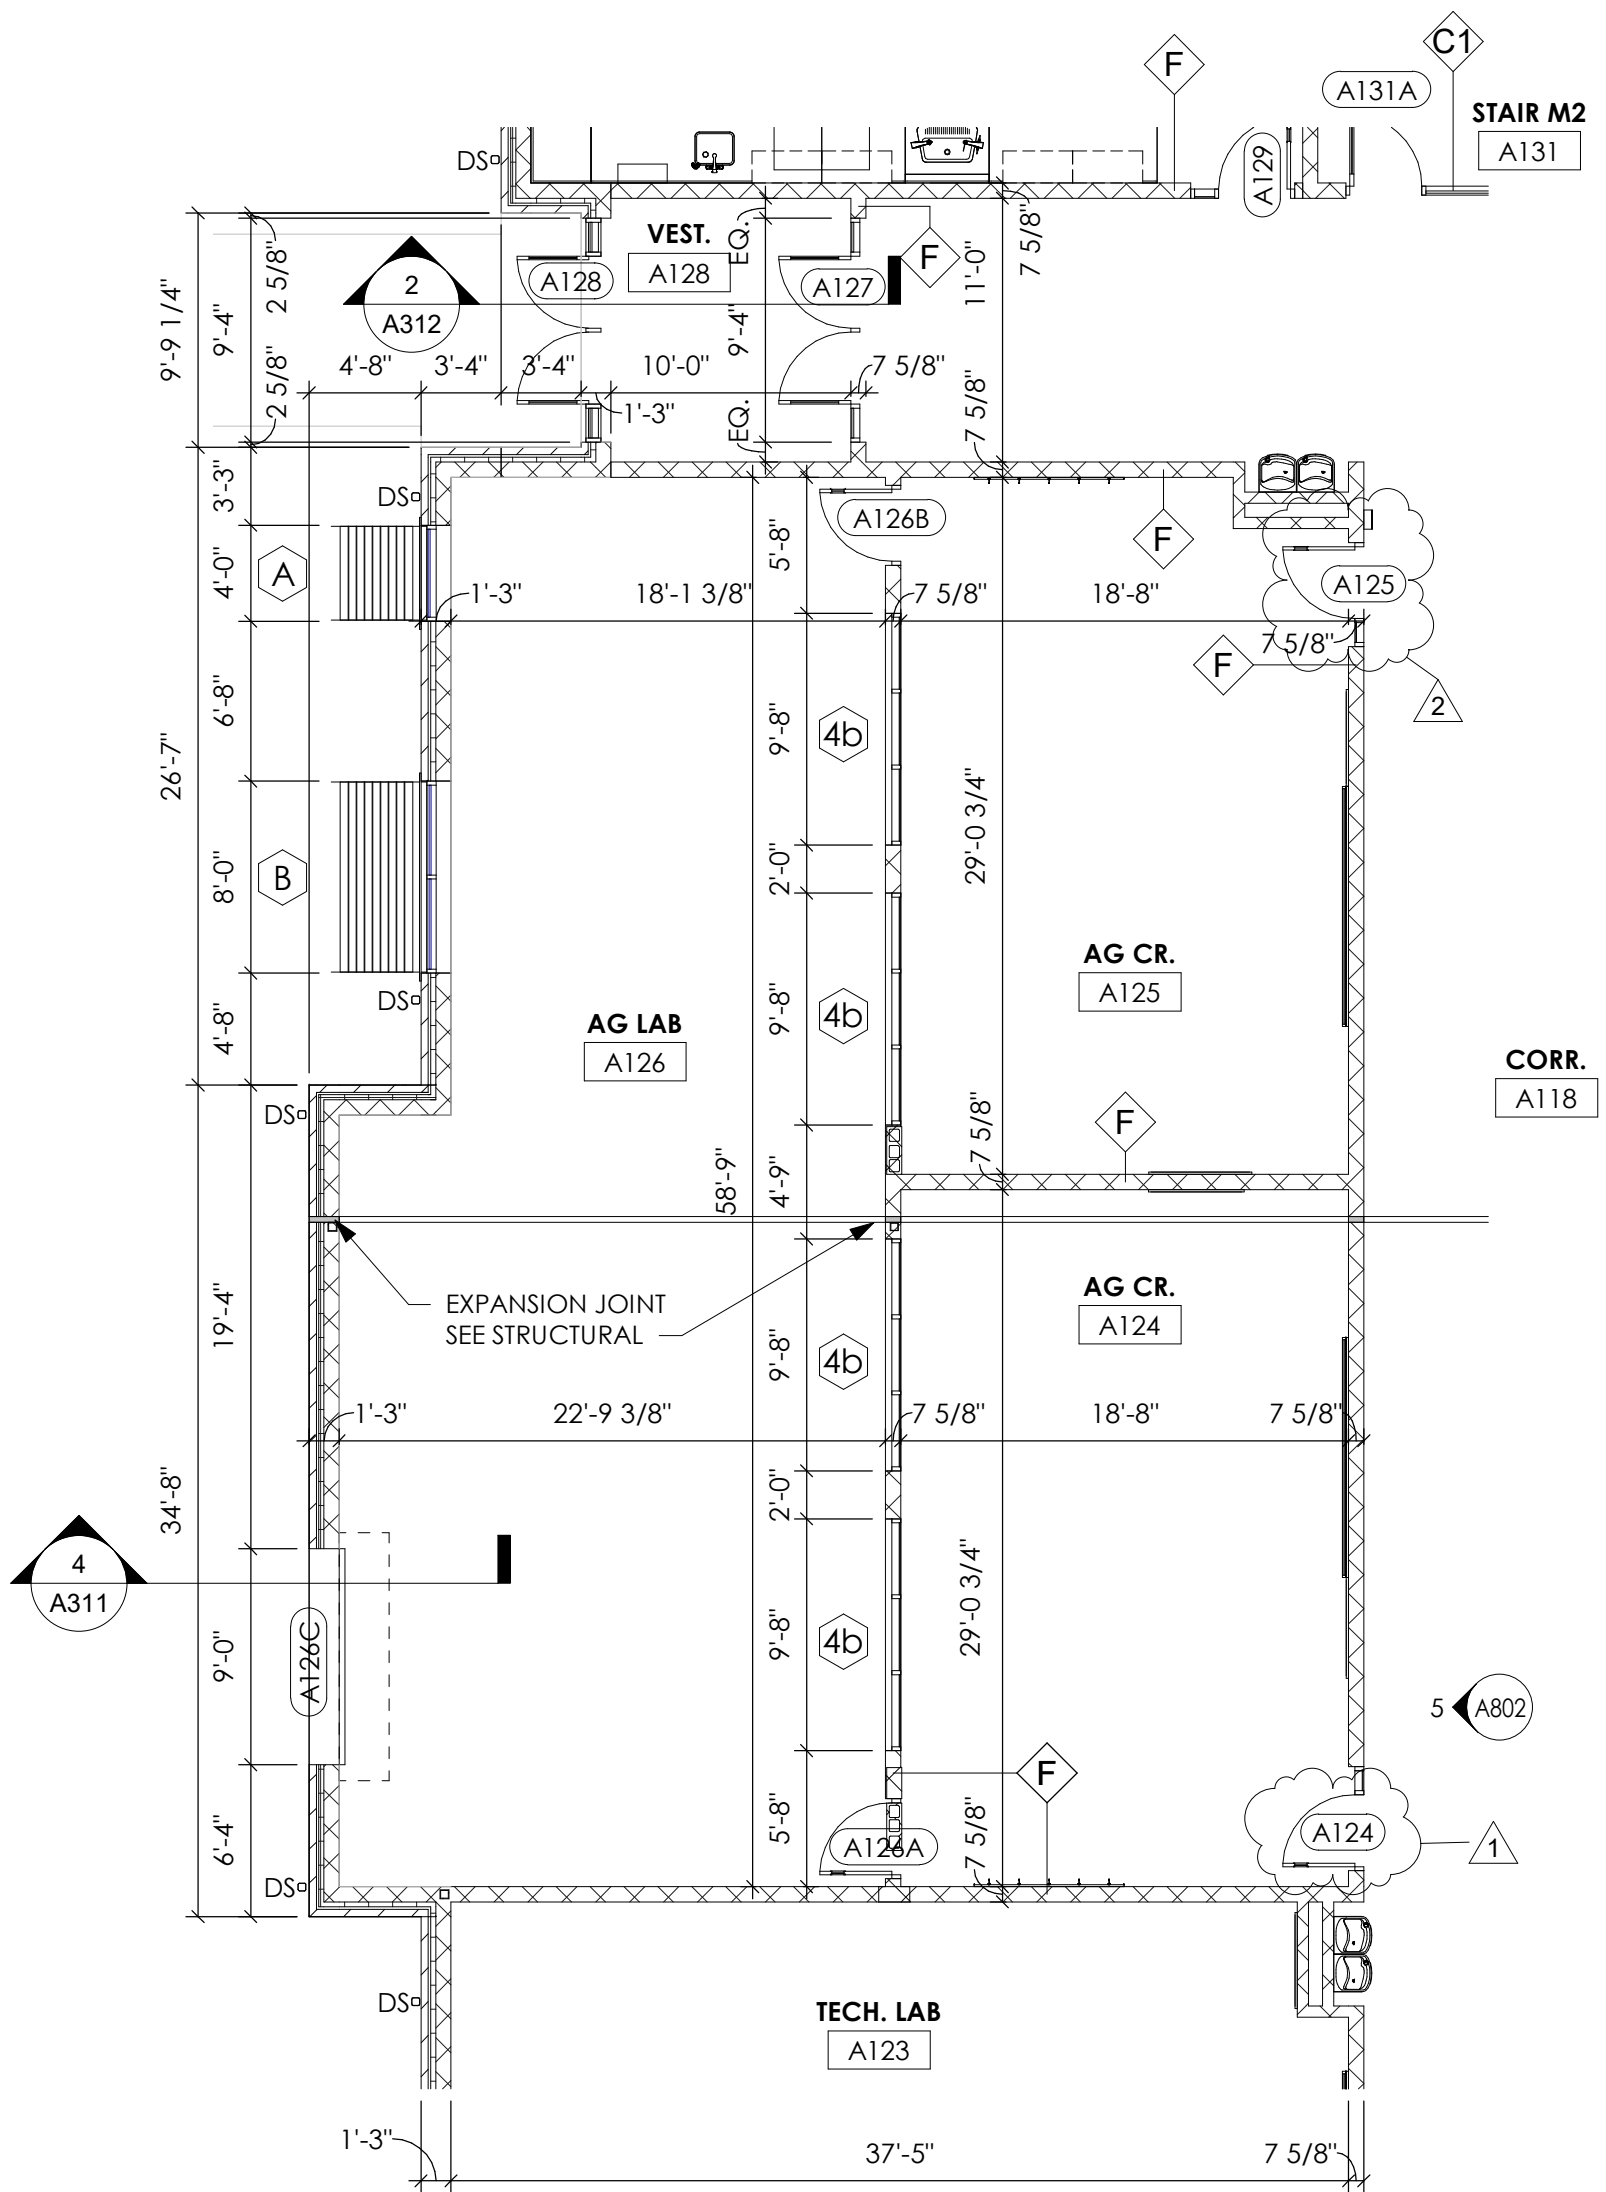 C1
F
A131A
STAIR M2
A131
A129
DS
VEST.
A128
EQ.
F
7 5/8"
11'-0"
2 5/8"
9'-9 1/4"
9'-4"
2
A312
A128
A127
9'-4"
4'-8"
3'-4"
3'-4"
10'-0"
7 5/8"
2 5/8"
1'-3"
EQ.
7 5/8"
3'-3"
DS
A126B
F
5'-8"
4'-0"
A
1'-3"
18'-1 3/8"
7 5/8"
18'-8"
A125
7 5/8"
F
2
6'-8"
9'-8"
4b
26'-7"
29'-0 3/4"
8'-0"
B
2'-0"
AG CR.
A125
DS
4'-8"
9'-8"
4b
AG LAB
A126
CORR.
A118
DS
F
7 5/8"
58'-9"
4'-9"
EXPANSION JOINT
SEE STRUCTURAL
AG CR.
A124
19'-4"
9'-8"
4b
1'-3"
22'-9 3/8"
7 5/8"
18'-8"
7 5/8"
34'-8"
2'-0"
4
A311
29'-0 3/4"
A126C
9'-0"
9'-8"
4b
5
A802
F
6'-4"
5'-8"
A126A
7 5/8"
A124
1
DS
DS
TECH. LAB
A123
1'-3"
37'-5"
7 5/8"